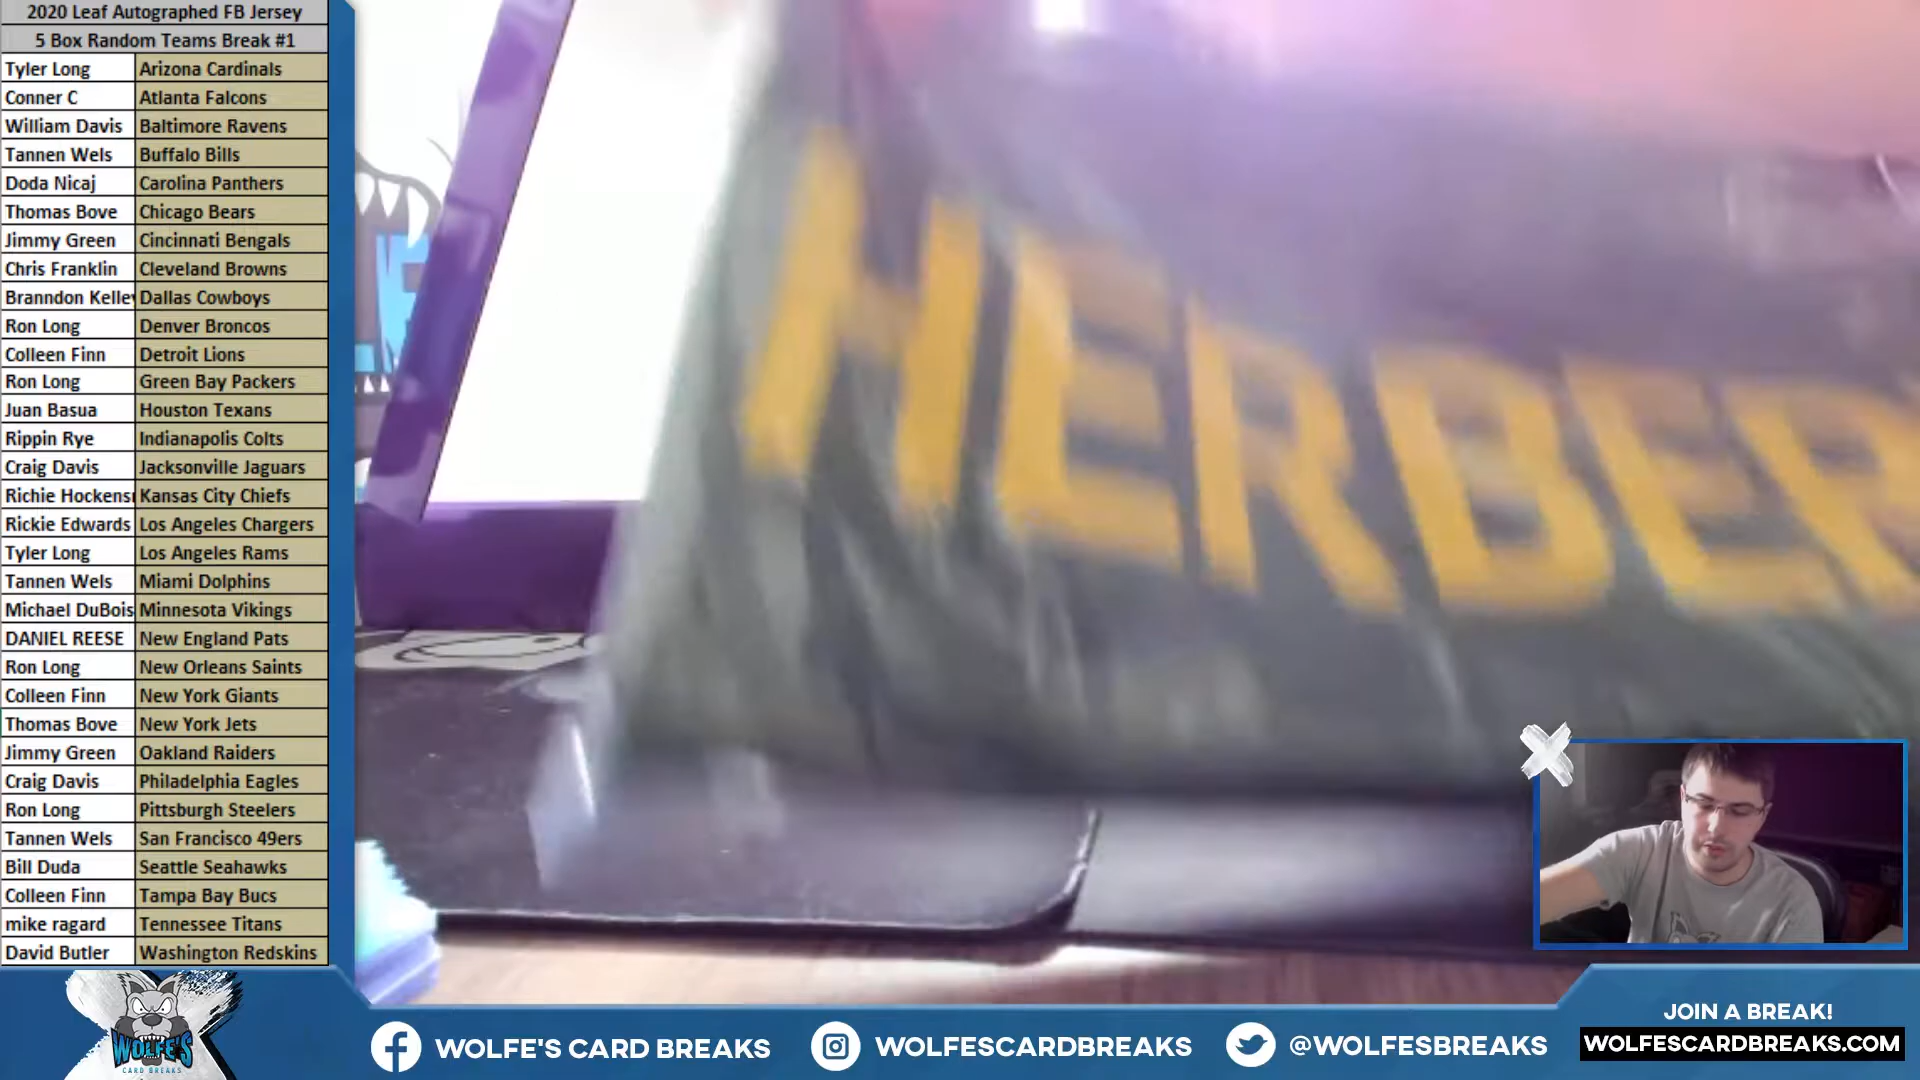 2020 Leaf Autographed FB Jersey
5 Box Random Teams Break #1
Tyler Long Arizona Cardinals
Conner C Atlanta Falcons
William Davis Baltimore Ravens
Tannen Wels Buffalo Bills
Doda Nicaj Carolina Panthers
Thomas Bove Chicago Bears
Jimmy Green Cincinnati Bengals
Chris Franklin Cleveland Browns
Branndon Kelley Dallas Cowboys
Ron Long Denver Broncos
Colleen Finn Detroit Lions
Ron Long Green Bay Packers
Juan Basua Houston Texans
Rippin Rye Indianapolis Colts
Craig Davis Jacksonville Jaguars
Richie Kansas City Chiefs
Rickie Edwards Los Angeles Chargers
Tyler Long Los Angeles Rams
Tannen Wels Miami Dolphins
Michael DuBois Minnesota Vikings
DANIEL REESE New England Pats
Ron Long New Orleans Saints
Colleen Finn New York Giants
Thomas Bove New York Jets
Jimmy Green Oakland Raiders
Craig Davis Philadelphia Eagles
Ron Long Pittsburgh Steelers
Tannen Wels San Francisco 49ers
Bill Duda Seattle Seahawks
Colleen Finn Tampa Bay Bucs
mike ragard Tennessee Titans
David Butler Washington Redskins
HERBER
WOLFE'S
CARD BREAKS
WOLFE'S CARD BREAKS
WOLFESCARDBREAKS
@WOLFESBREAKS
JOIN A BREAK!
WOLFESCARDBREAKS.COM